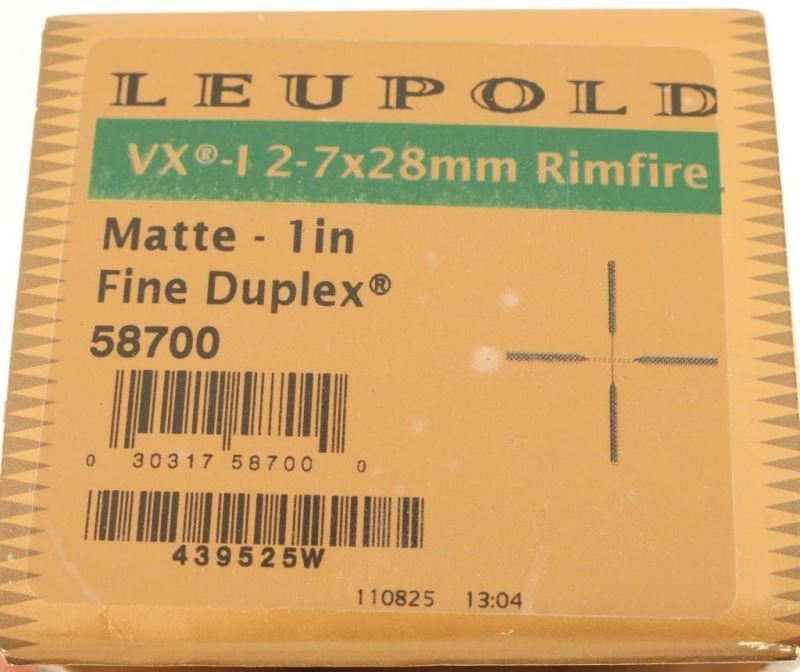 LEUPOLD
VX®-I 2-7x28mm Rimfire
Matte - 1in
Fine Duplex®
58700
0 30317 58700 0
439525W
110825 13:04